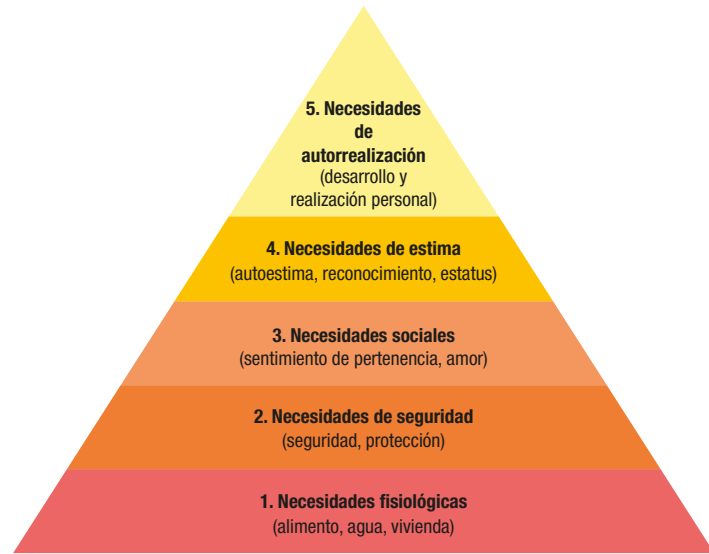 5. Necesidades
de
autorrealización
(desarrollo y
realización personal)
4. Necesidades de estima
(autoestima, reconocimiento, estatus)
3. Necesidades sociales
(sentimiento de pertenencia, amor)
2. Necesidades de seguridad
(seguridad, protección)
1. Necesidades fisiológicas
(alimento, agua, vivienda)